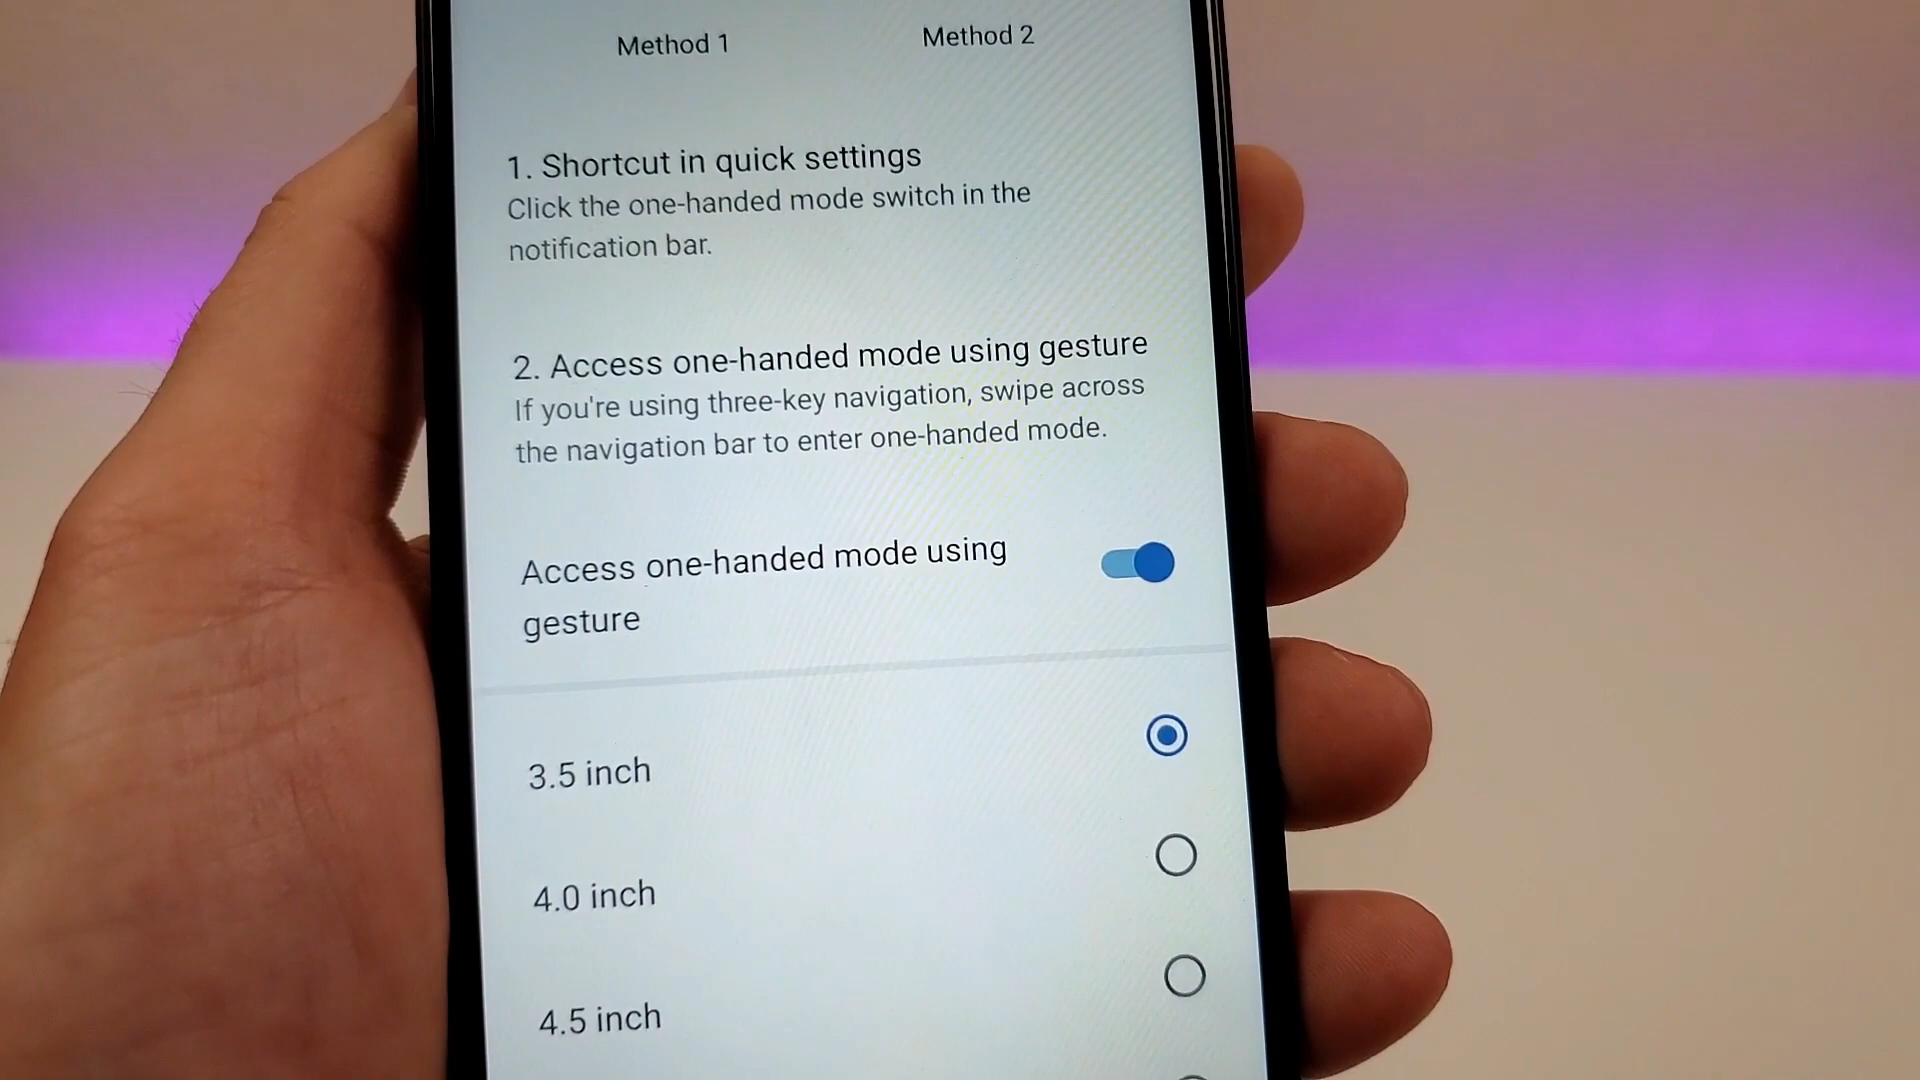 Method 1
Method 2
1. Shortcut in quick settings
Click the one-handed mode switch in the
notification bar.
2. Access one-handed mode using gesture
If you're using three-key navigation, swipe across
the navigation bar to enter one-handed mode.
Access one-handed mode using
gesture
3.5 inch
4.0 inch
4.5 inch